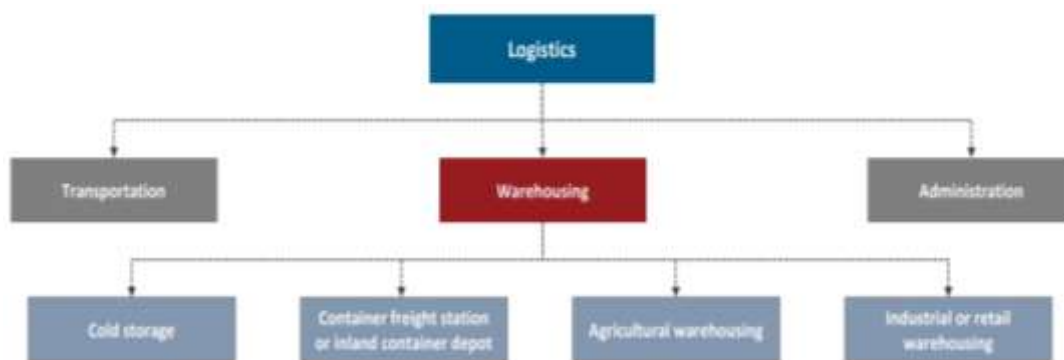 Logistics
Transportation
Warehousing
Administration
Cold storage
Container freight station
or inland container depot
Agricultural warehousing
Industrial or retail
warehousing